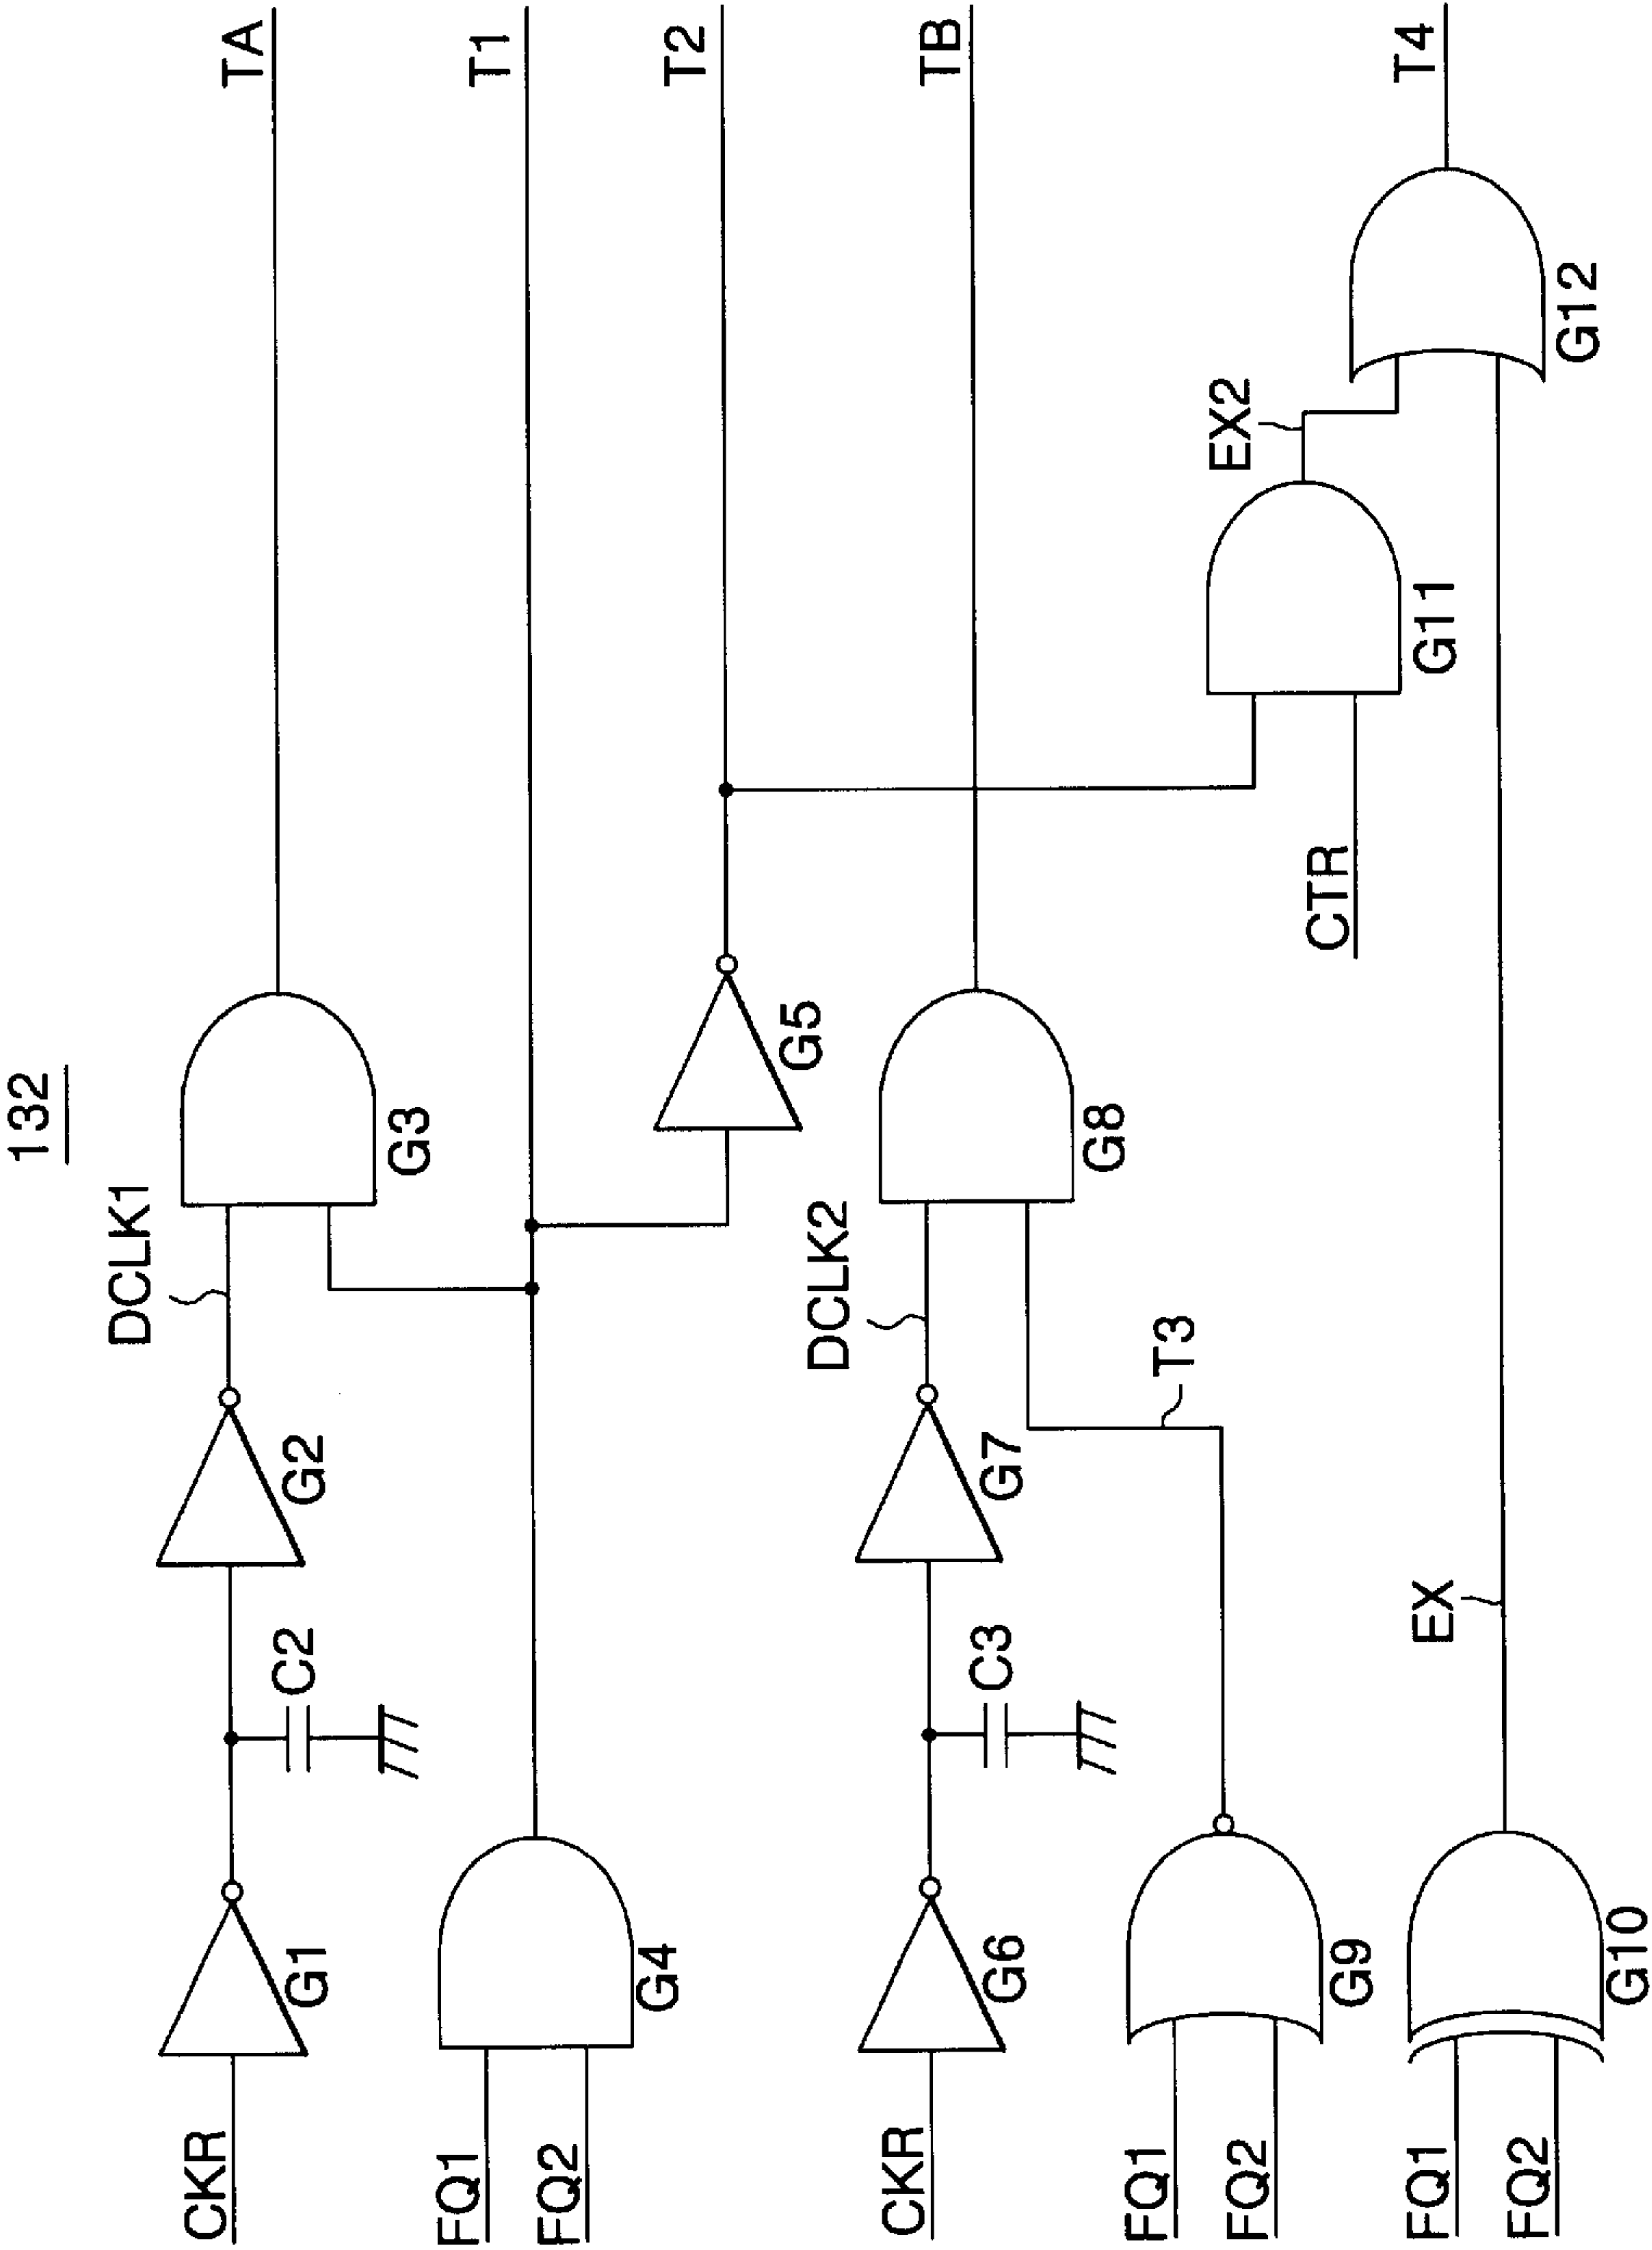 132
CKR
G1
C2
G2
DCLK1
G3
TA
FQ1
FQ2
G4
T1
G5
T2
CKR
G6
C3
G7
DCLK2
G8
TB
FQ1
FQ2
G9
T3
CTR
G11
EX2
FQ1
FQ2
G10
EX
G12
T4